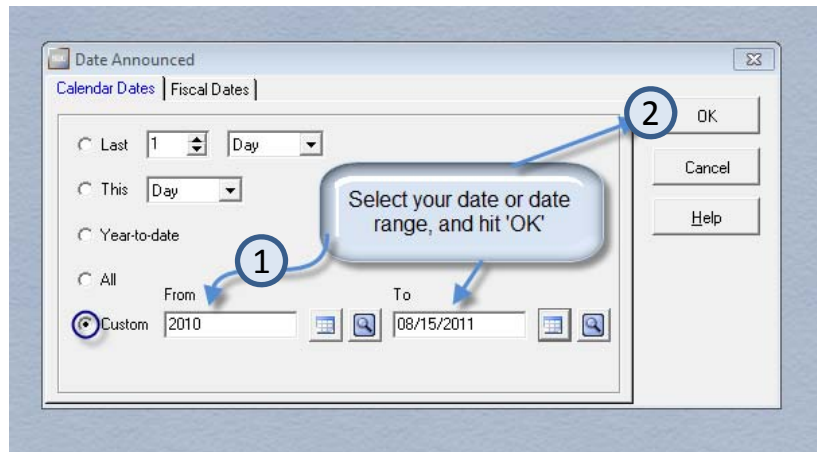 Date Announced
Calendar Dates Fiscal Dates
2 OK
Last 1 Day
Cancel
This Day
Select your date or date
range, and hit 'OK'
Help
Year-to-date
1
All
From To
Custom 2010 08/15/2011